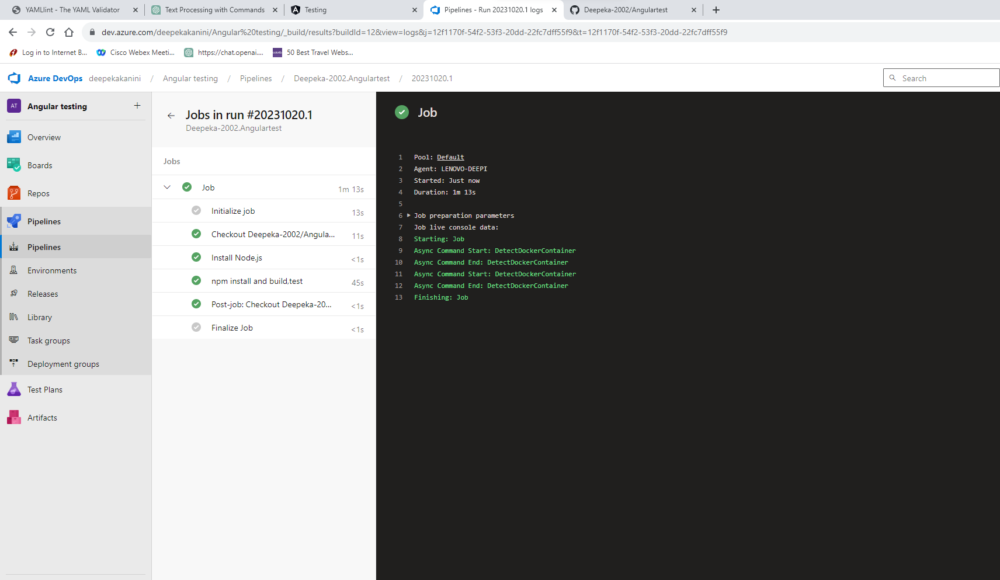 YAMLlint - The YAML Validator
Text Processing with Commands
Testing
Pipelines - Run 20231020.1 logs
Deepeka-2002/Angulartest
dev.azure.com/deepekakanini/Angular%20testing/_build/results?buildId=12&view=logs&j=12f1170f-54f2-53f3-20dd-22fc7dff55f9&t=12f1170f-54f2-53f3-20dd-22fc7dff55f9
Log in to Internet B...
Cisco Webex Meeti...
https://chat.openai....
50 Best Travel Webs...
Azure DevOps deepekakanini / Angular testing / Pipelines / Deepeka-2002.Angulartest / 20231020.1
Search
AT Angular testing +
Overview
Boards
Repos
Pipelines
Pipelines
Environments
Releases
Library
Task groups
Deployment groups
Test Plans
Artifacts
Jobs in run #20231020.1
Deepeka-2002.Angulartest
Jobs
Job 1m 13s
Initialize job 13s
Checkout Deepeka-2002/Angula... 11s
Install Node.js <1s
npm install and build,test 45s
Post-job: Checkout Deepeka-20... <1s
Finalize Job <1s
Job
1 Pool: Default
2 Agent: LENOVO-DEEPI
3 Started: Just now
4 Duration: 1m 13s
5
6 Job preparation parameters
7 Job live console data:
8 Starting: Job
9 Async Command Start: DetectDockerContainer
10 Async Command End: DetectDockerContainer
11 Async Command Start: DetectDockerContainer
12 Async Command End: DetectDockerContainer
13 Finishing: Job